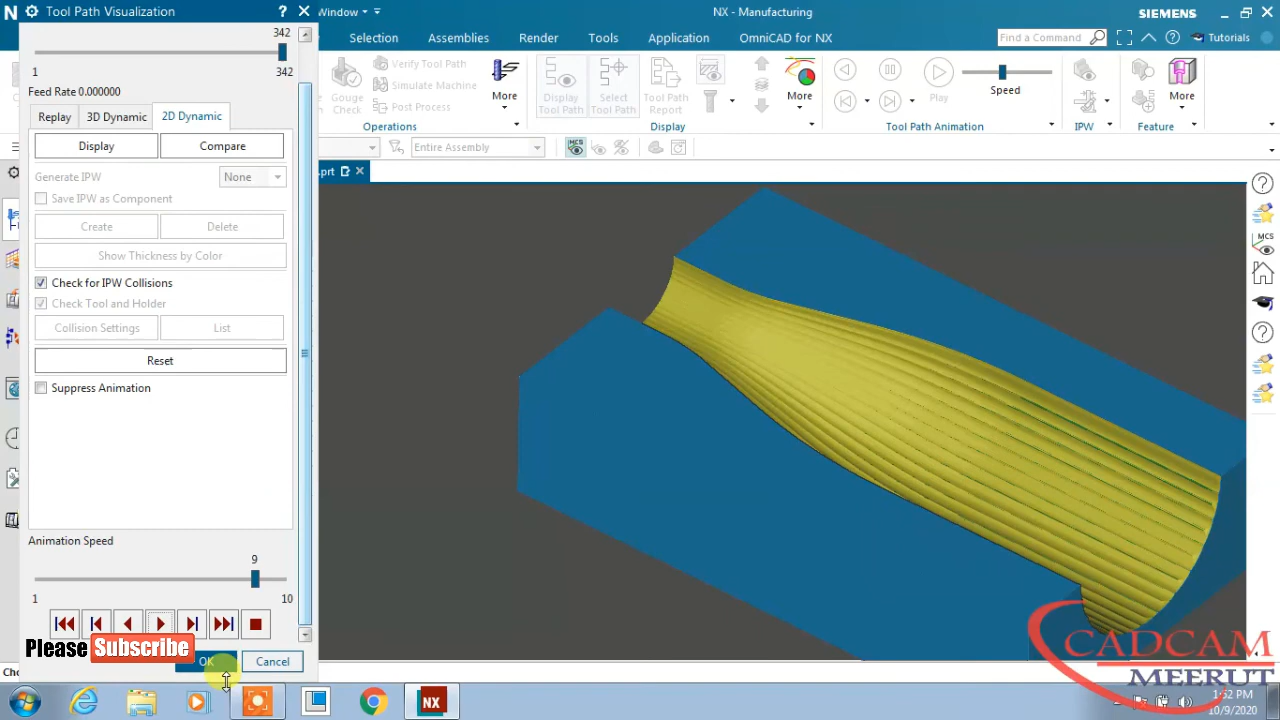 Tool Path Visualization
Window
NX - Manufacturing
SIEMENS
342
Selection
Assemblies
Render
Tools
Application
OmniCAD for NX
Find a Command
Tutorials
1
342
Feed Rate 0.000000
Replay
3D Dynamic
2D Dynamic
Gouge
Check
Verify Tool Path
Simulate Machine
Post Process
More
Operations
Display
Tool Path
Select
Tool Path
Tool Path
Report
More
Display
Play
Speed
Tool Path Animation
IPW
More
Feature
Display
Compare
Entire Assembly
.prt
Generate IPW
None
Save IPW as Component
Create
Delete
Show Thickness by Color
Check for IPW Collisions
Check Tool and Holder
Collision Settings
List
Reset
Suppress Animation
Animation Speed
9
1
10
Please Subscribe
OK
Cancel
MCS
CADCAM
MEERUT
NX
1:52 PM
10/9/2020